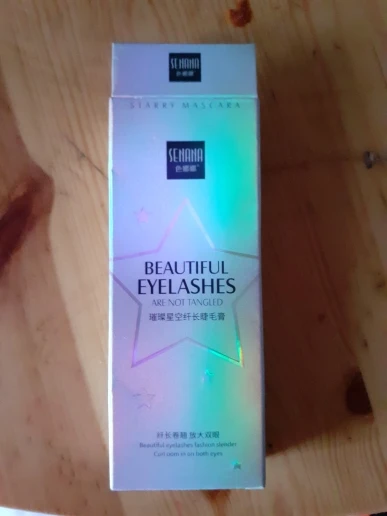 SENANA
色娜娜
STARRY MASCARA
SENANA
色娜娜
BEAUTIFUL
EYELASHES
ARE NOT TANGLED
璀璨星空纤长睫毛膏
纤长卷翘 放大双眼
Beautiful eyelashes fashion slender
Curl oom in on both eyes